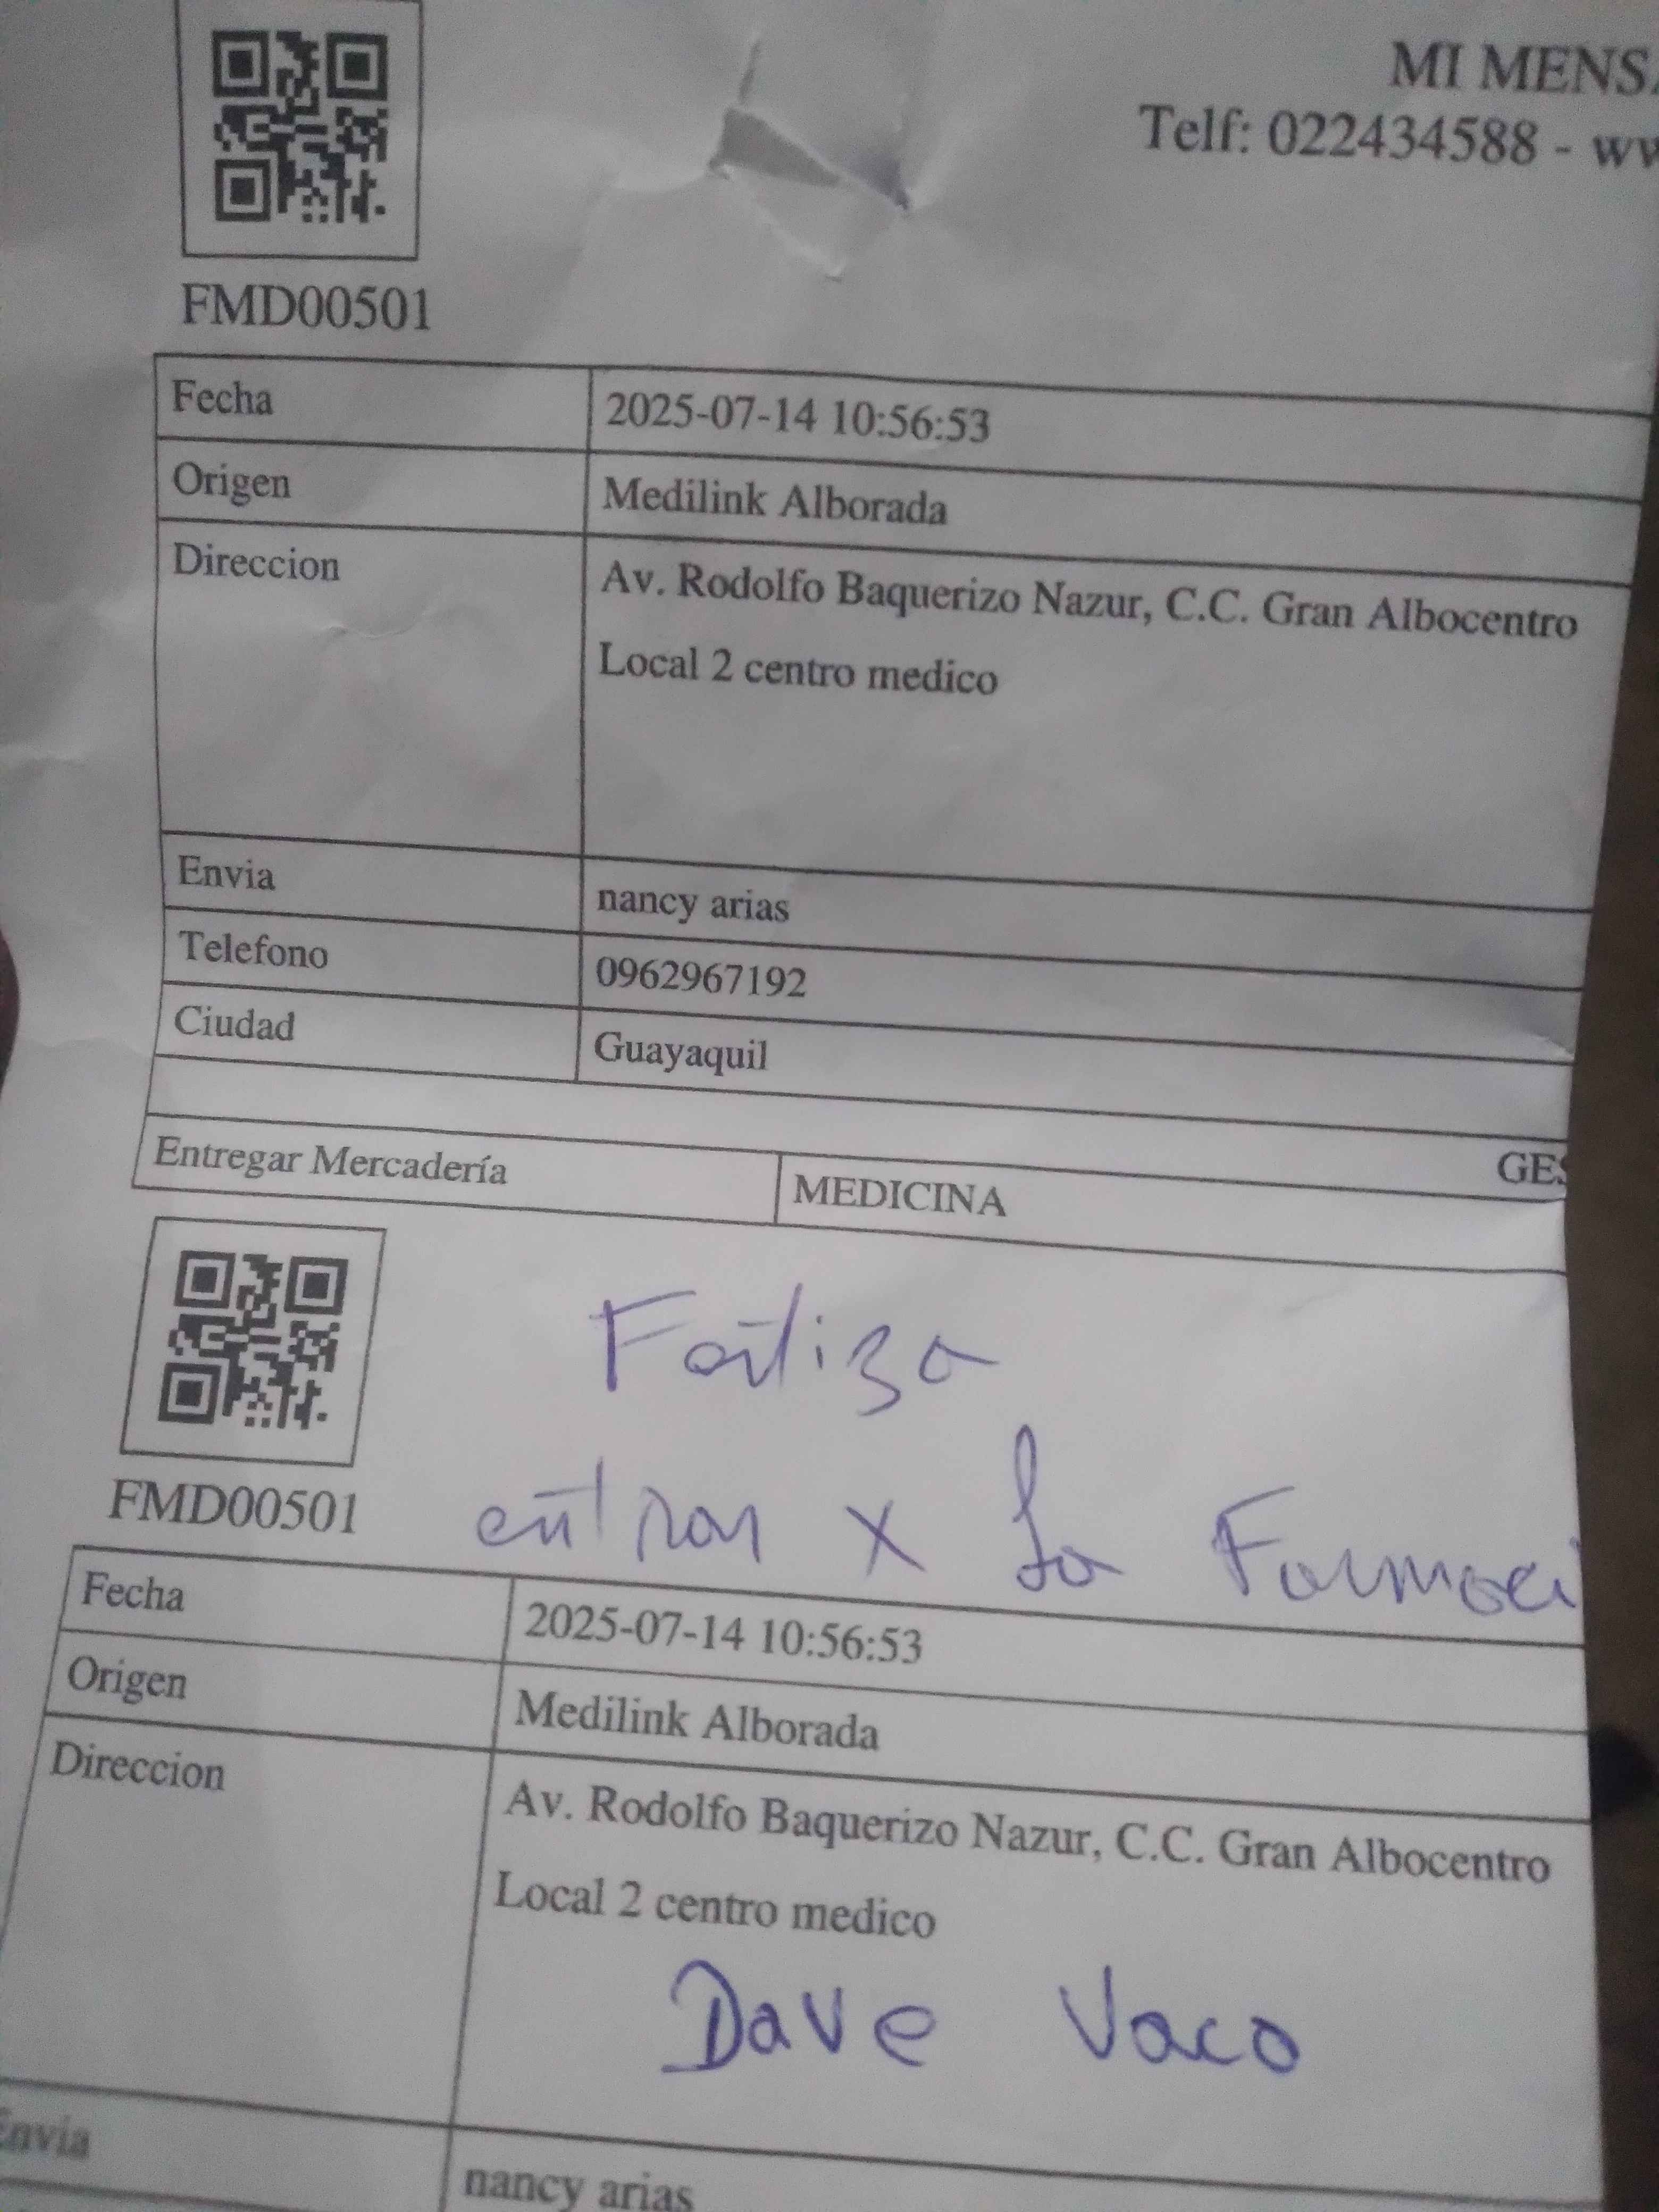 MI MENSA
Telf: 022434588 - ww
FMD00501
Fecha 2025-07-14 10:56:53
Origen Medilink Alborada
Direccion Av. Rodolfo Baquerizo Nazur, C.C. Gran Albocentro
Local 2 centro medico
Envia nancy arias
Telefono 0962967192
Ciudad Guayaquil
GES
Entregar Mercadería MEDICINA
entrar x la Farmaci
FMD00501
Fecha 2025-07-14 10:56:53
Origen Medilink Alborada
Direccion Av. Rodolfo Baquerizo Nazur, C.C. Gran Albocentro
Local 2 centro medico
Dave Vaco
Envia nancy arias